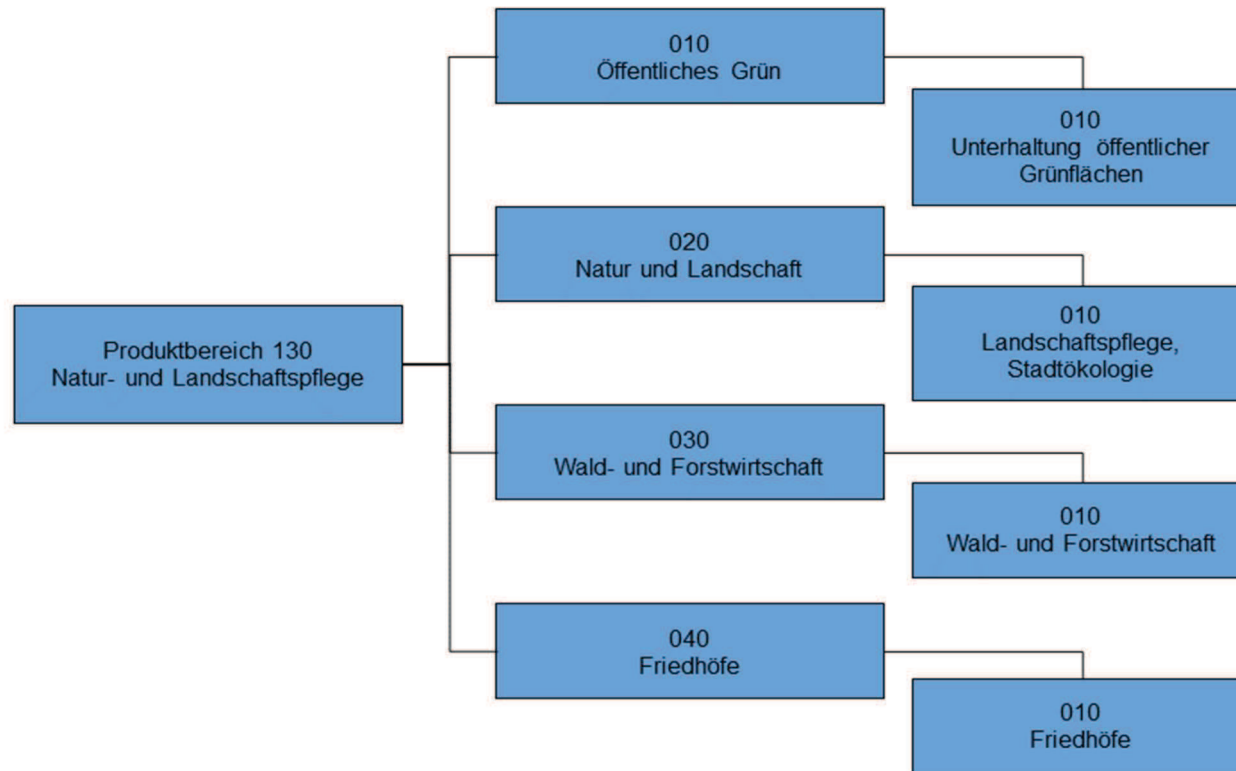 010
Öffentliches Grün
010
Unterhaltung öffentlicher
Grünflächen
020
Natur und Landschaft
010
Landschaftspflege,
Stadtökologie
Produktbereich 130
Natur- und Landschaftspflege
030
Wald- und Forstwirtschaft
010
Wald- und Forstwirtschaft
040
Friedhöfe
010
Friedhöfe